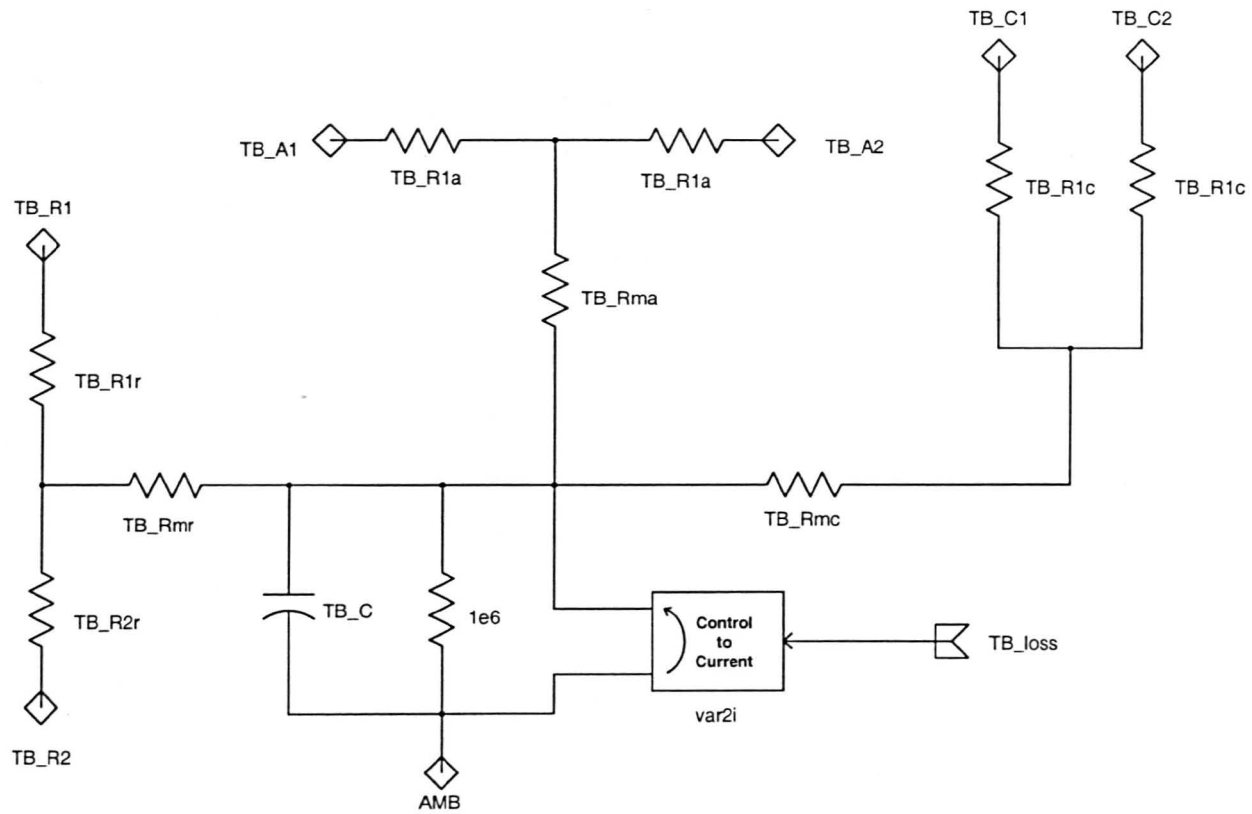 TB_C1
TB_C2
TB_A1
TB_A2
TB_R1a
TB_R1a
TB_R1c
TB_R1c
TB_R1
TB_Rma
TB_R1r
TB_Rmr
TB_Rmc
TB_C
1e6
TB_R2r
Control
to
Current
TB_loss
var2i
TB_R2
AMB